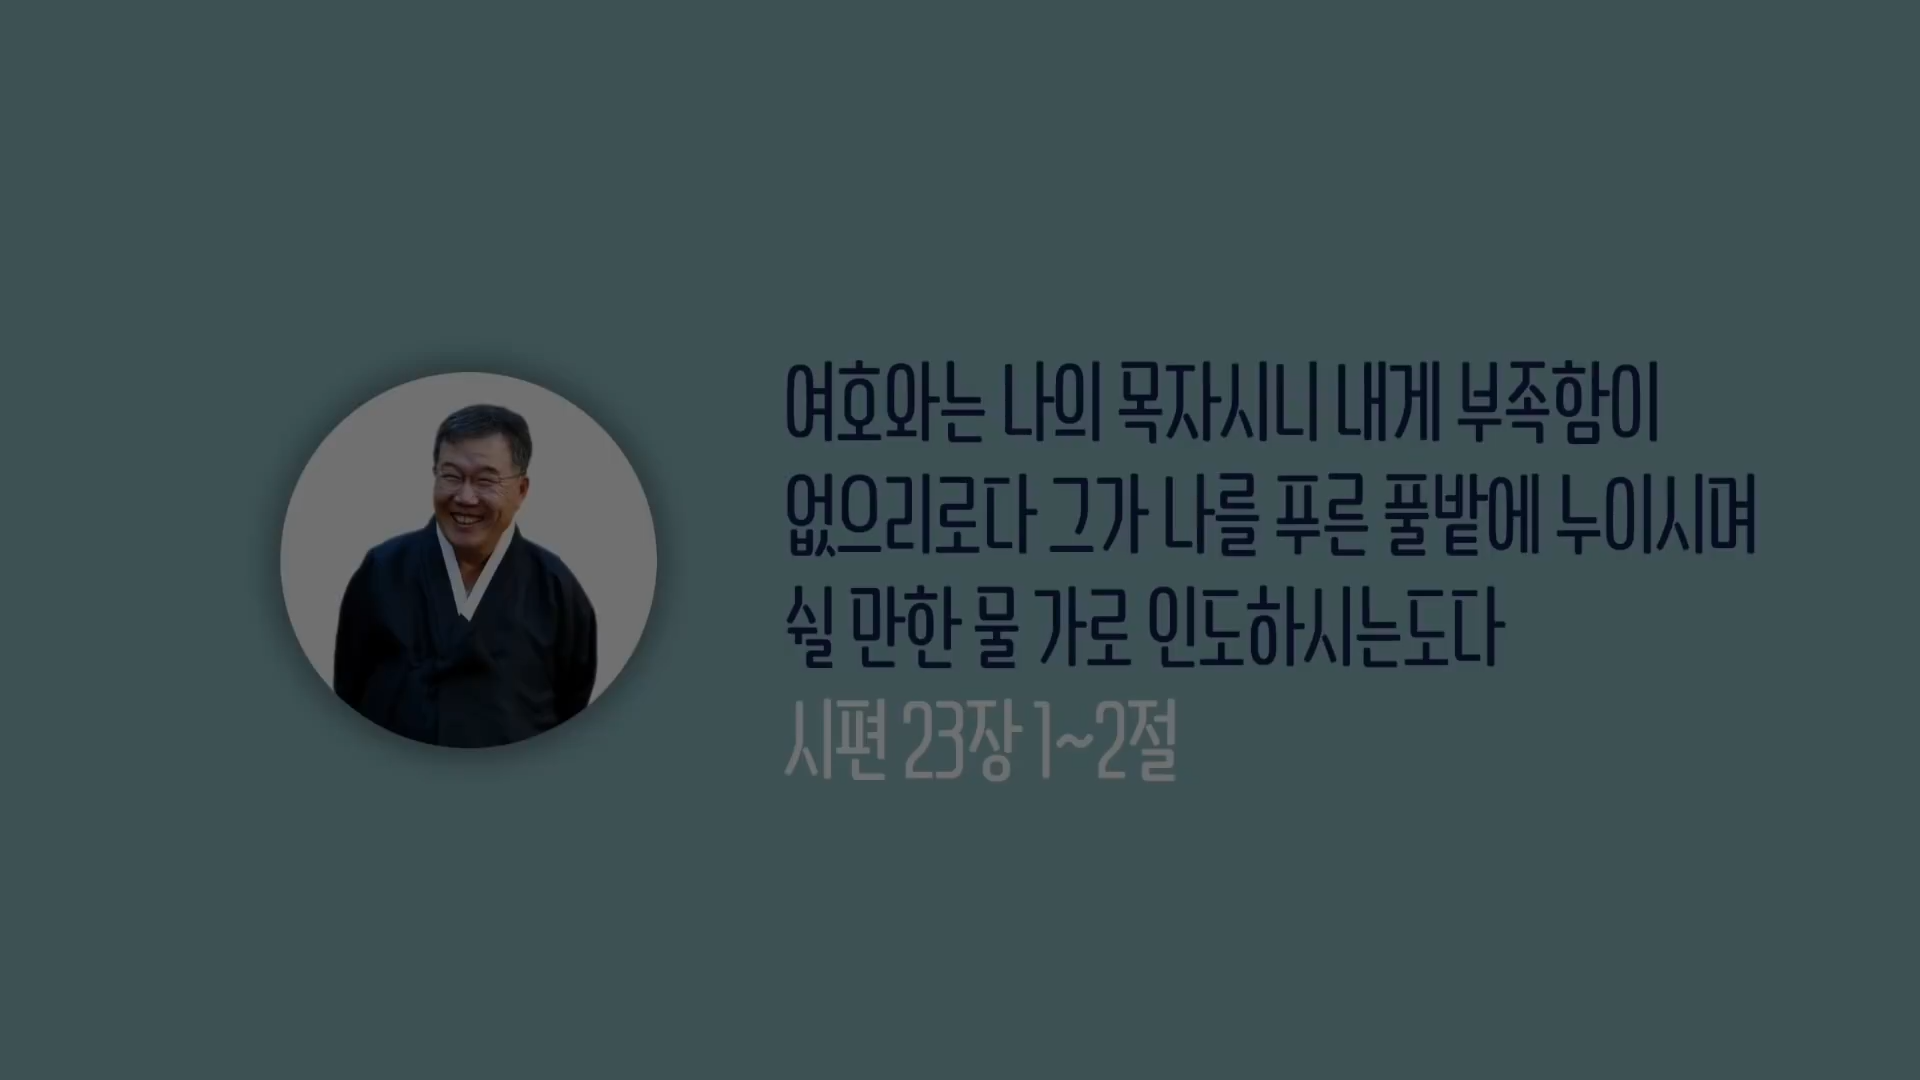 여호와는 나의 목자시니 내게 부족함이
없으리로다 그가 나를 푸른 풀밭에 누이시며
쉴 만한 물 가로 인도하시는도다
시편 23장 1~2절